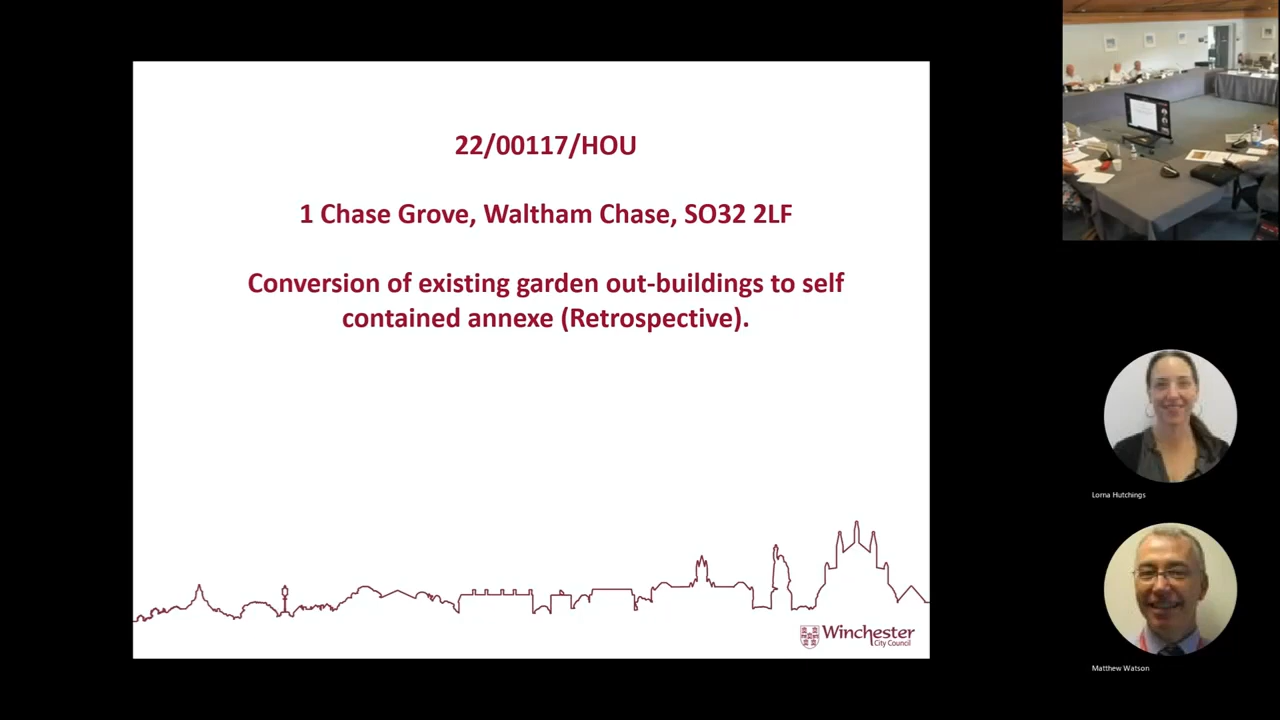 22/00117/HOU
1 Chase Grove, Waltham Chase, SO32 2LF
Conversion of existing garden out-buildings to self
contained annexe (Retrospective).
Winchester
City Council
Lorna Hutchings
Matthew Watson